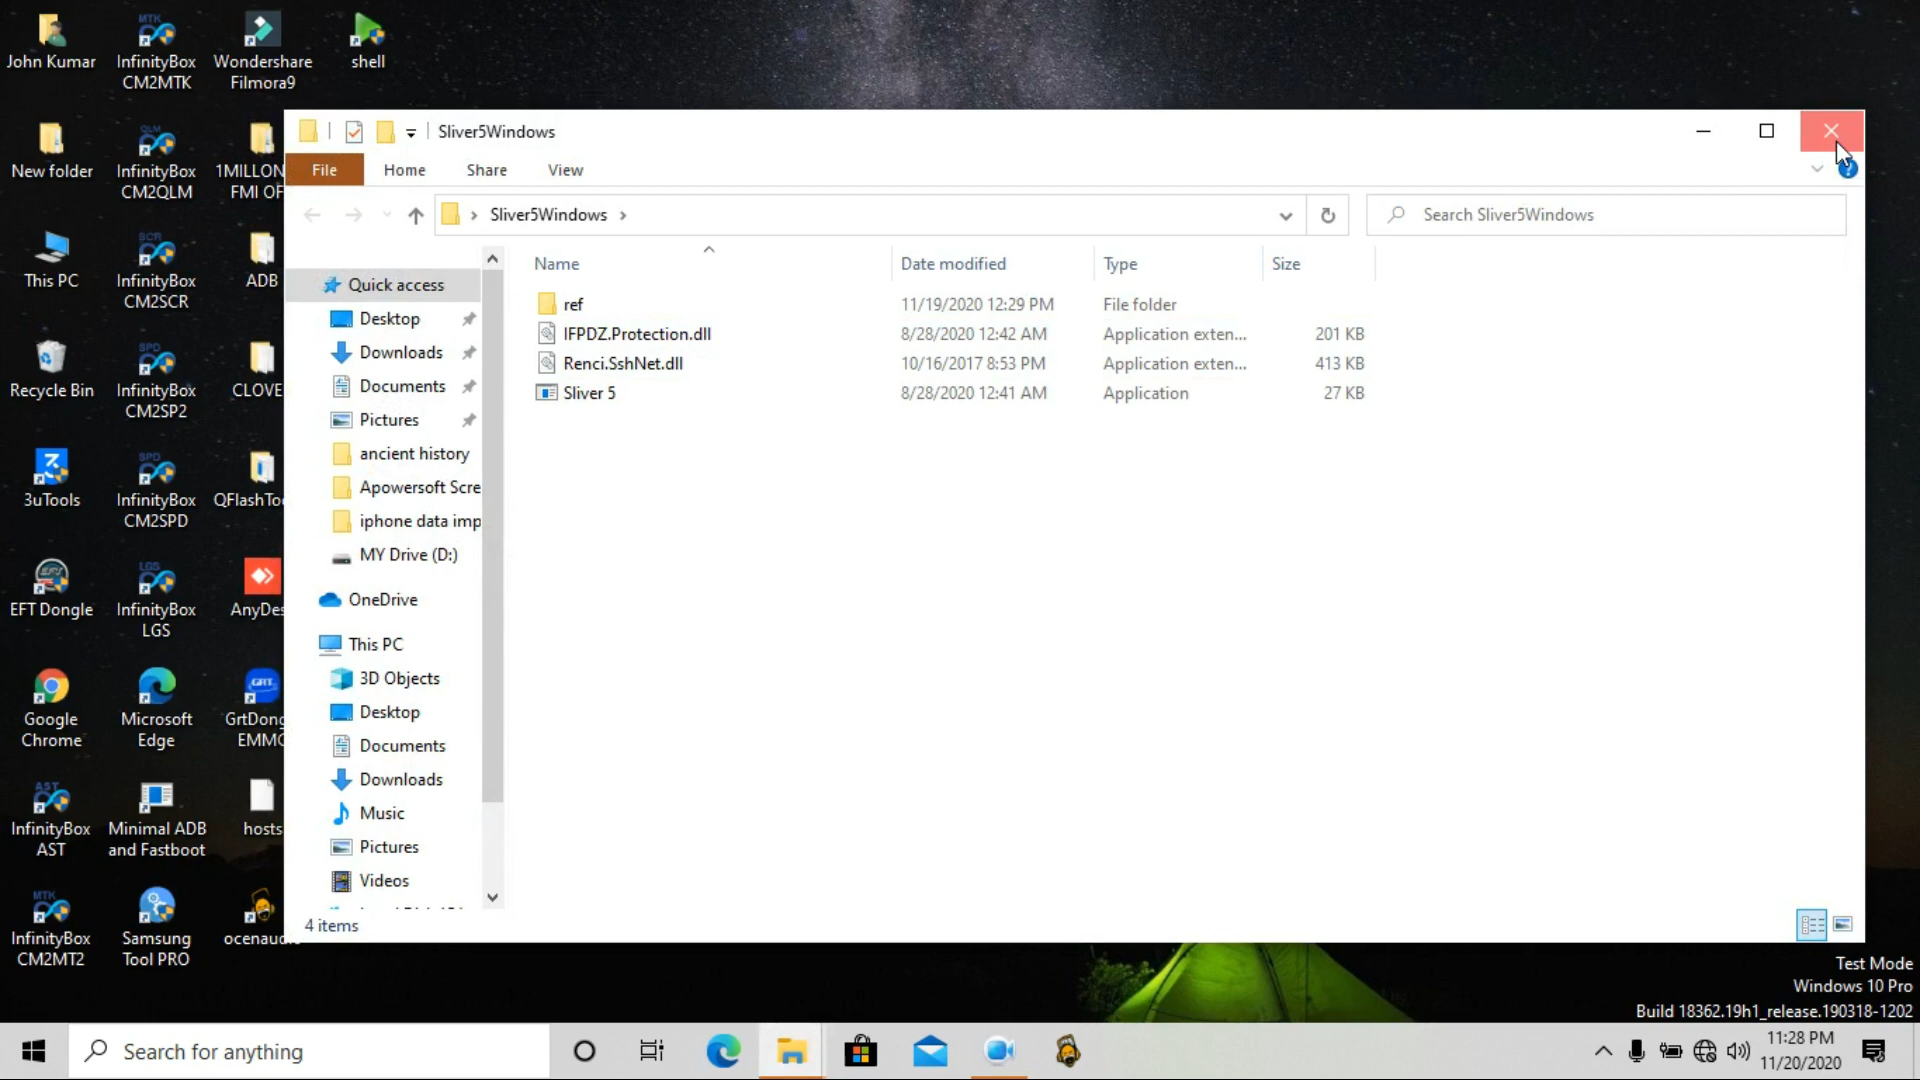 John Kumar
InfinityBox
CM2MTK
Wondershare
Filmora9
shell
New folder
InfinityBox
CM2QLM
1MILLON
FMI OF
This PC
InfinityBox
CM2SCR
ADB
Recycle Bin
InfinityBox
CM2SP2
CLOVE
3uTools
InfinityBox
CM2SPD
QFlashToo
EFT Dongle
InfinityBox
LGS
AnyDes
Google
Chrome
Microsoft
Edge
GrtDong
EMMC
InfinityBox
AST
Minimal ADB
and Fastboot
hosts
InfinityBox
CM2MT2
Samsung
Tool PRO
ocenaudio
Sliver5Windows
File
Home
Share
View
Sliver5Windows
Search Sliver5Windows
Quick access
Desktop
Downloads
Documents
Pictures
ancient history
Apowersoft Scre
iphone data imp
MY Drive (D:)
OneDrive
This PC
3D Objects
Desktop
Documents
Downloads
Music
Pictures
Videos
Name Date modified Type Size
ref 11/19/2020 12:29 PM File folder
IFPDZ.Protection.dll 8/28/2020 12:42 AM Application exten... 201 KB
Renci.SshNet.dll 10/16/2017 8:53 PM Application exten... 413 KB
Sliver 5 8/28/2020 12:41 AM Application 27 KB
4 items
Test Mode
Windows 10 Pro
Build 18362.19h1_release.190318-1202
Search for anything
11:28 PM
11/20/2020